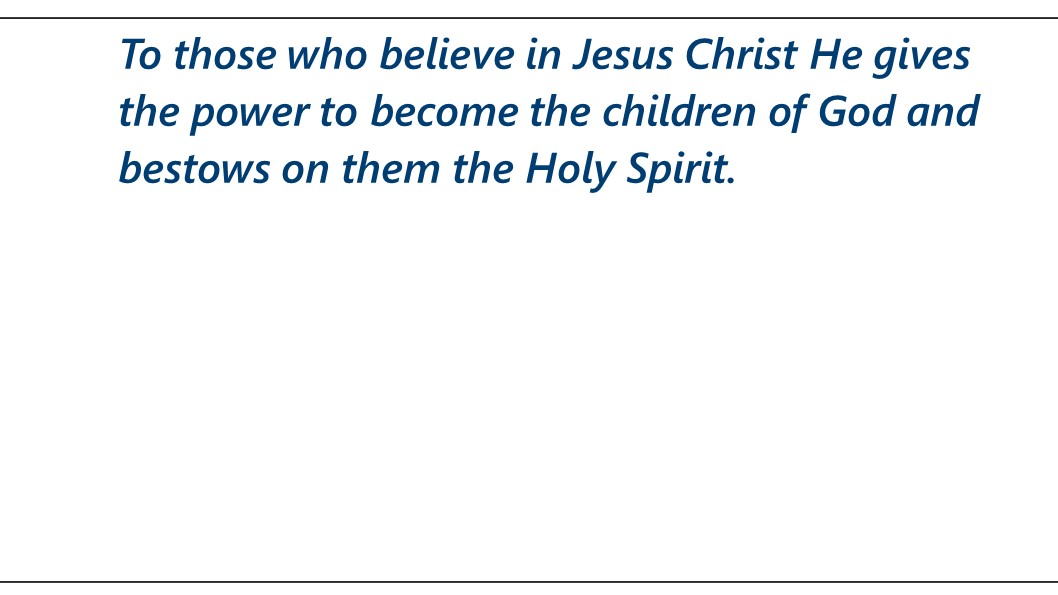 To those who believe in Jesus Christ He gives
the power to become the children of God and
bestows on them the Holy Spirit.